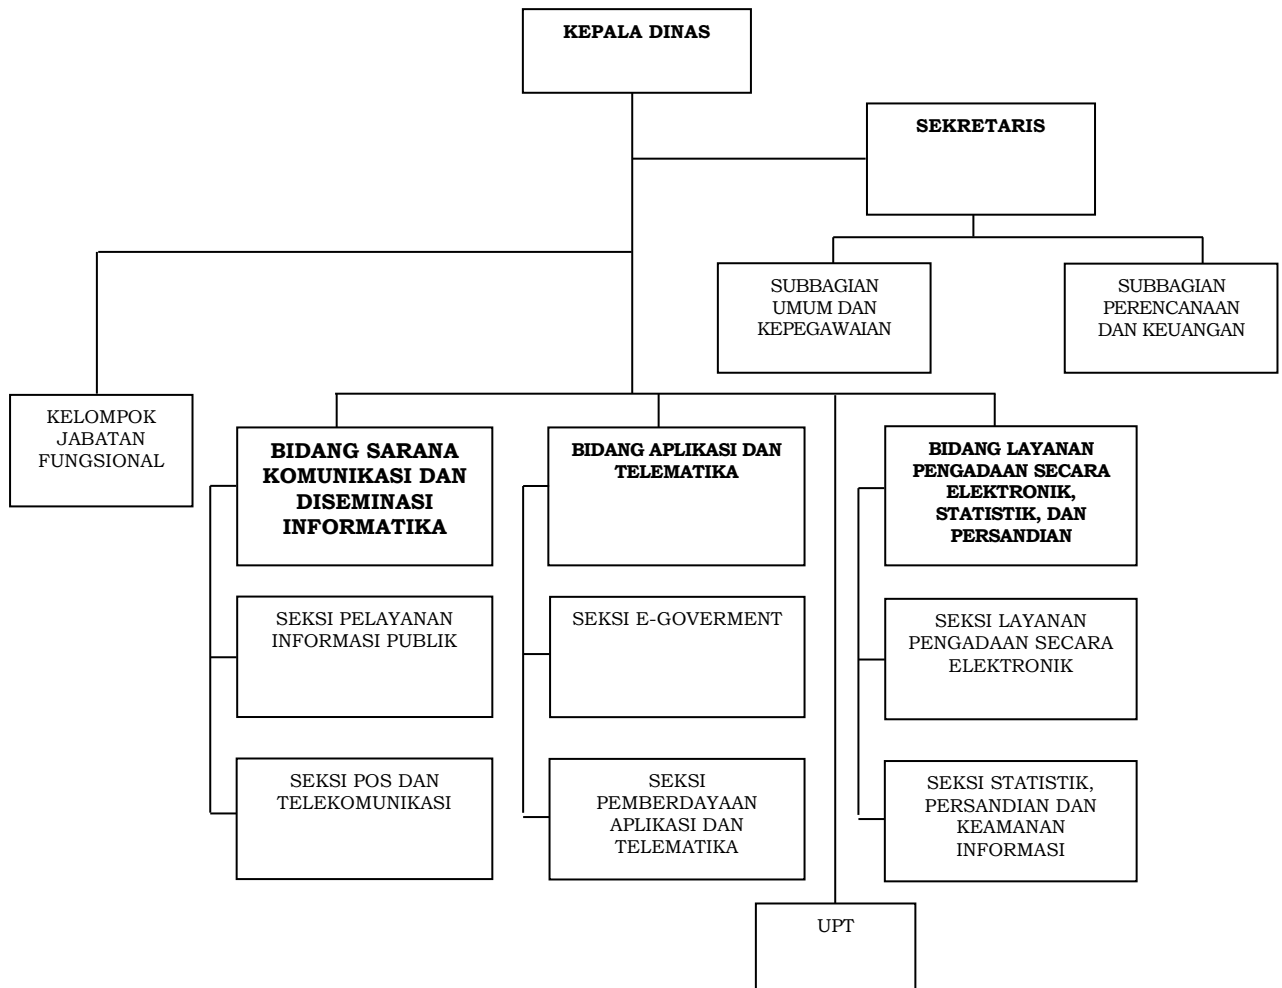 KEPALA DINAS
SEKRETARIS
SUBBAGIAN
UMUM DAN
KEPEGAWAIAN
SUBBAGIAN
PERENCANAAN
DAN KEUANGAN
KELOMPOK
JABATAN
FUNGSIONAL
BIDANG SARANA
KOMUNIKASI DAN
DISEMINASI
INFORMATIKA
BIDANG APLIKASI DAN
TELEMATIKA
BIDANG LAYANAN
PENGADAAN SECARA
ELEKTRONIK,
STATISTIK, DAN
PERSANDIAN
SEKSI PELAYANAN
INFORMASI PUBLIK
SEKSI E-GOVERMENT
SEKSI LAYANAN
PENGADAAN SECARA
ELEKTRONIK
SEKSI POS DAN
TELEKOMUNIKASI
SEKSI
PEMBERDAYAAN
APLIKASI DAN
TELEMATIKA
SEKSI STATISTIK,
PERSANDIAN DAN
KEAMANAN
INFORMASI
UPT